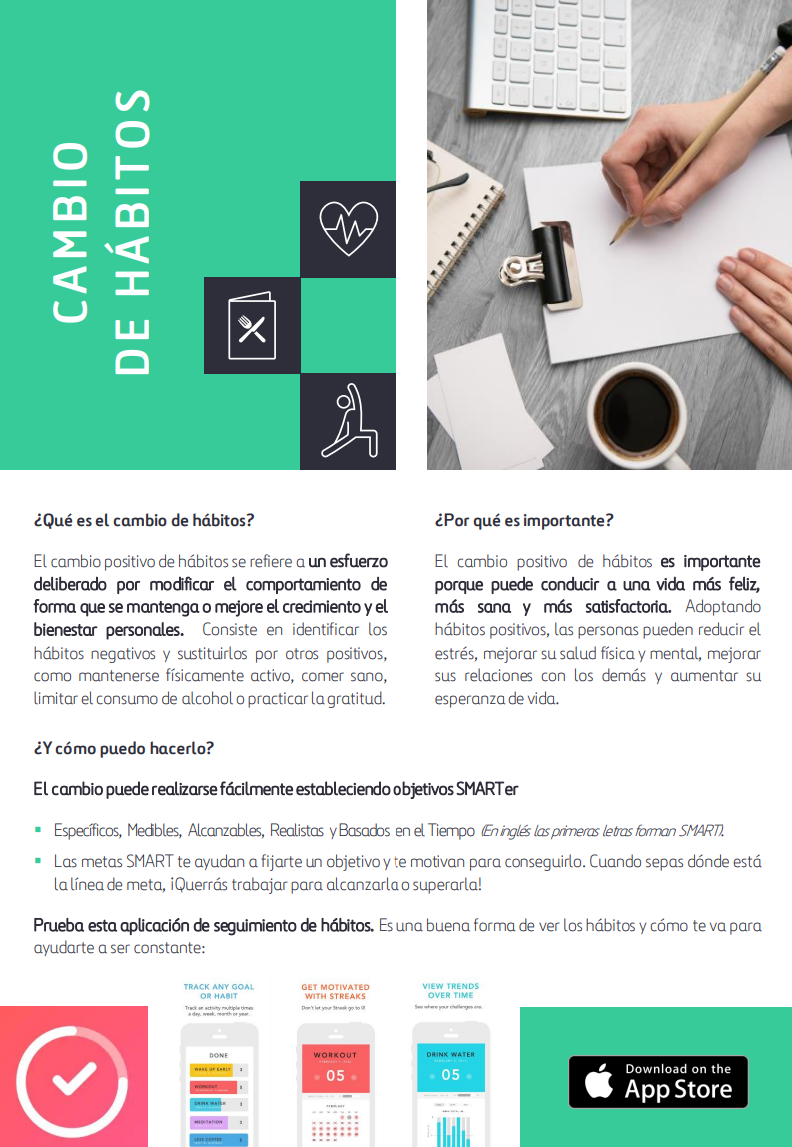 CAMBIO
DE HÁBITOS
¿Qué es el cambio de hábitos?
El cambio positivo de hábitos se refiere a un esfuerzo
deliberado por modificar el comportamiento de
forma que se mantenga o mejore el crecimiento y el
bienestar personales. Consiste en identificar los
hábitos negativos y sustituirlos por otros positivos,
como mantenerse físicamente activo, comer sano,
limitar el consumo de alcohol o practicar la gratitud.
¿Por qué es importante?
El cambio positivo de hábitos es importante
porque puede conducir a una vida más feliz,
más sana y más satisfactoria. Adoptando
hábitos positivos, las personas pueden reducir el
estrés, mejorar su salud física y mental, mejorar
sus relaciones con los demás y aumentar su
esperanza de vida.
¿Y cómo puedo hacerlo?
El cambio puede realizarse fácilmente estableciendo objetivos SMARTer
▪ Específicos, Medibles, Alcanzables, Realistas y Basados en el Tiempo (En inglés las primeras letras forman SMART).
▪ Las metas SMART te ayudan a fijarte un objetivo y te motivan para conseguirlo. Cuando sepas dónde está
la línea de meta, ¡Querrás trabajar para alcanzarla o superarla!
Prueba esta aplicación de seguimiento de hábitos. Es una buena forma de ver los hábitos y cómo te va para
ayudarte a ser constante:
TRACK ANY GOAL
OR HABIT
Track an activity multiple times
a day, week, month or year.
DONE
WAKE UP EARLY 3
WORKOUT 3
DRINK WATER 3
MEDITATION 3
LESS COFFEE
GET MOTIVATED
WITH STREAKS
Don't let your Streak go to 0!
WORKOUT
05
FEBRUARY
VIEW TRENDS
OVER TIME
See where your challenges are.
DRINK WATER
05
Download on the
App Store